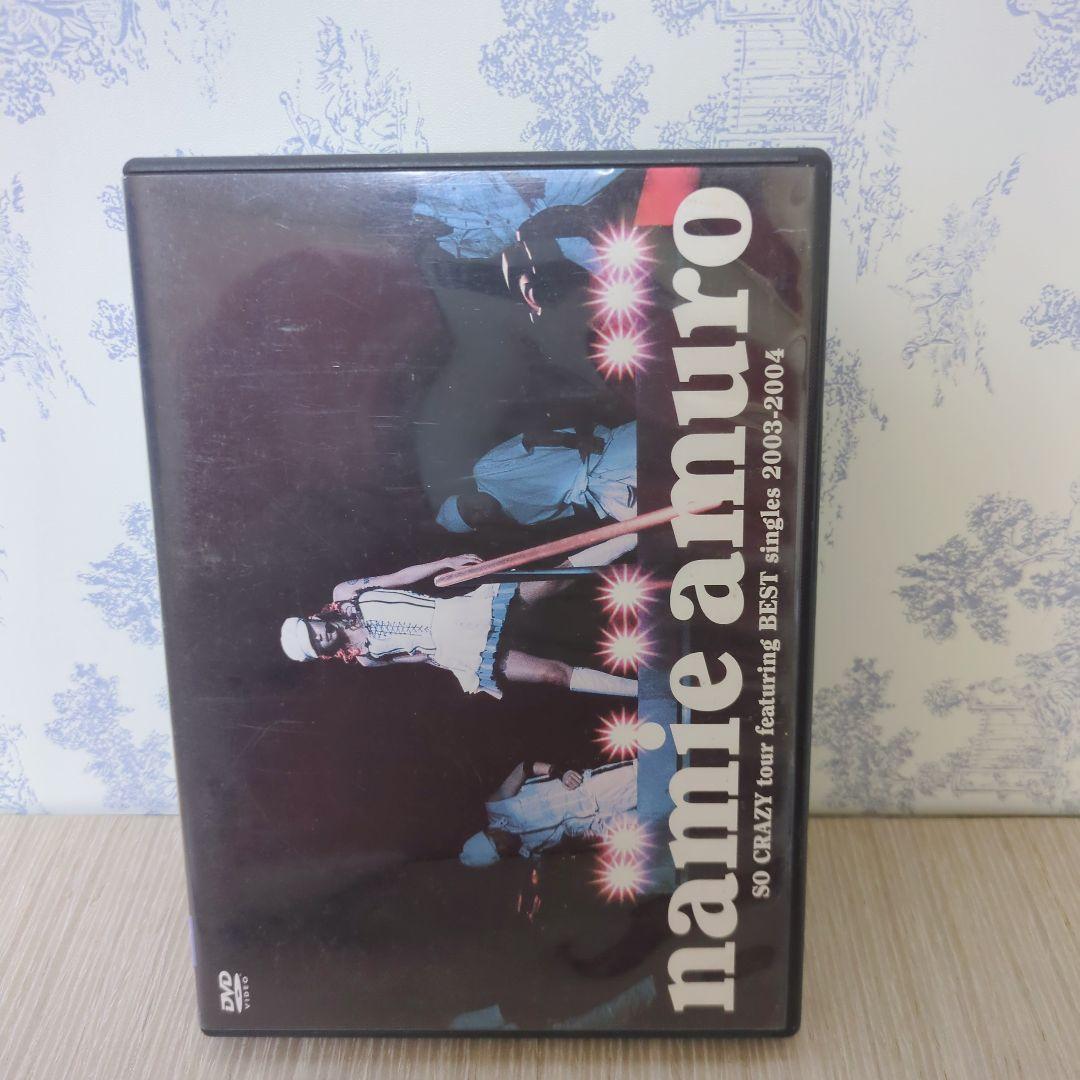 namie amuro
SO CRAZY tour featuring BEST singles 2003-2004
DVD
VIDEO